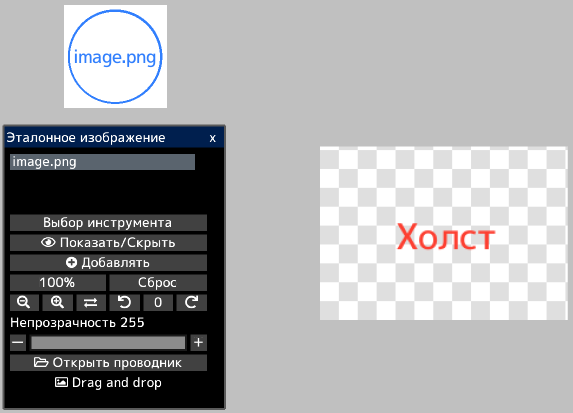 image.png
Эталонное изображение x
image.png
Выбор инструмента
Показать/Скрыть
Добавлять
100% Сброс
0
Непрозрачность 255
Открыть проводник
Drag and drop
Холст